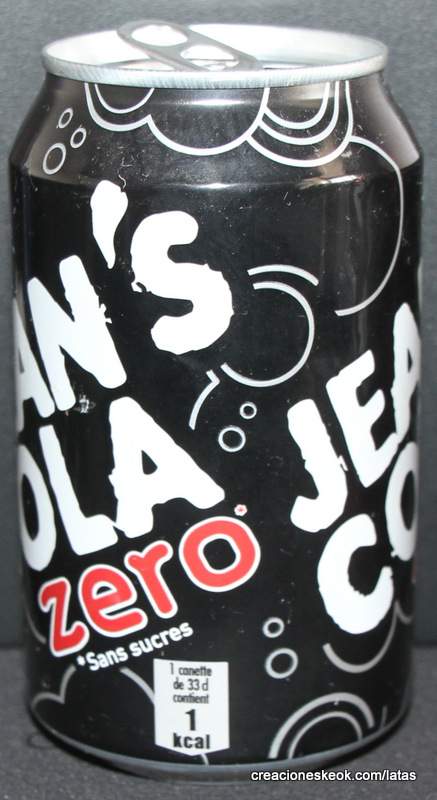 AN'S
OLA
zero*
*Sans sucres
1 canette
de 33 cl
contient
1
kcal
JEA
CO
creacioneskeok.com/latas